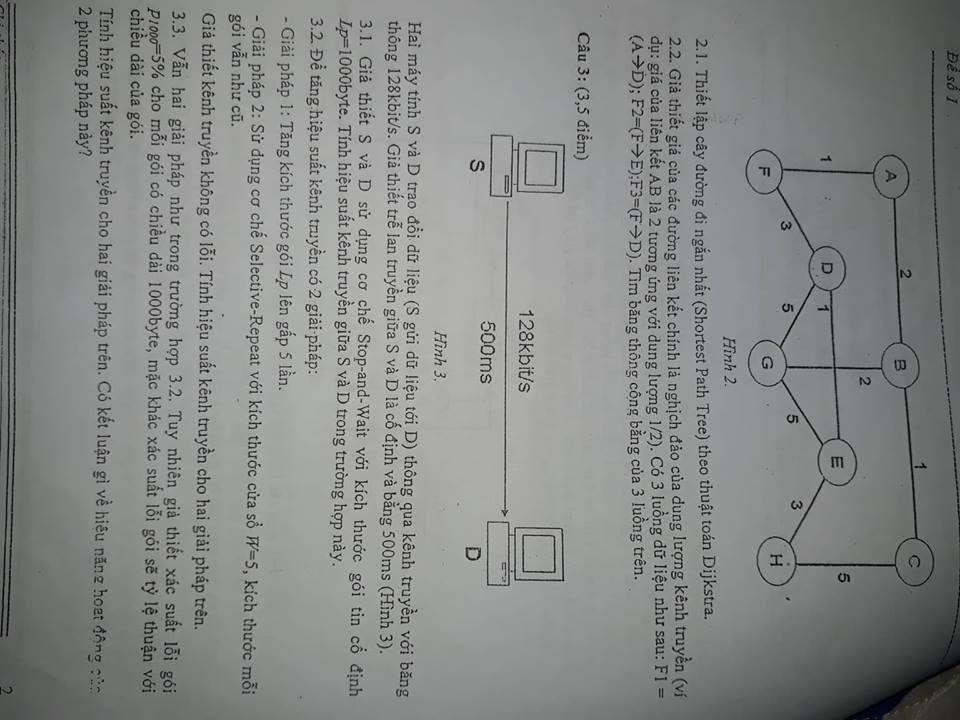 Đề số 1
A
2
B
1
C
2
1
D
1
E
5
3
5
5
3
F
G
H
Hình 2.
2.1. Thiết lập cây đường đi ngắn nhất (Shortest Path Tree) theo thuật toán Dijkstra.
2.2. Giả thiết giá của các đường liên kết chính là nghịch đảo của dung lượng kênh truyền (ví
dụ: giá của liên kết AB là 2 tương ứng với dung lượng 1/2). Có 3 luồng dữ liệu như sau: F1 =
(A→D); F2=(F→E);F3=(F→D). Tìm băng thông công bằng của 3 luồng trên.
Câu 3: (3,5 điểm)
128kbit/s
500ms
S
D
Hình 3.
Hai máy tính S và D trao đổi dữ liệu (S gửi dữ liệu tới D) thông qua kênh truyền với băng
thông 128kbit/s. Giả thiết trễ lan truyền giữa S và D là cố định và bằng 500ms (Hình 3).
3.1. Giả thiết S và D sử dụng cơ chế Stop-and-Wait với kích thước gói tin cố định
Lp=1000byte. Tính hiệu suất kênh truyền giữa S và D trong trường hợp này.
3.2. Để tăng hiệu suất kênh truyền có 2 giải pháp:
- Giải pháp 1: Tăng kích thước gói Lp lên gấp 5 lần.
- Giải pháp 2: Sử dụng cơ chế Selective-Repeat với kích thước cửa sổ W=5, kích thước mỗi
gói vẫn như cũ.
Giả thiết kênh truyền không có lỗi. Tính hiệu suất kênh truyền cho hai giải pháp trên.
3.3. Vẫn hai giải pháp như trong trường hợp 3.2. Tuy nhiên giả thiết xác suất lỗi gói
p1000=5% cho mỗi gói có chiều dài 1000byte, mặc khác xác suất lỗi gói sẽ tỷ lệ thuận với
chiều dài của gói.
Tính hiệu suất kênh truyền cho hai giải pháp trên. Có kết luận gì về hiệu năng hoạt động của
2 phương pháp này?
2